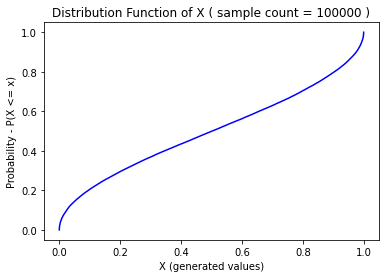 Distribution Function of X ( sample count = 100000 )
Probability - P(X <= x)
1.0
0.8
0.6
0.4
0.2
0.0
0.0 0.2 0.4 0.6 0.8 1.0
X (generated values)